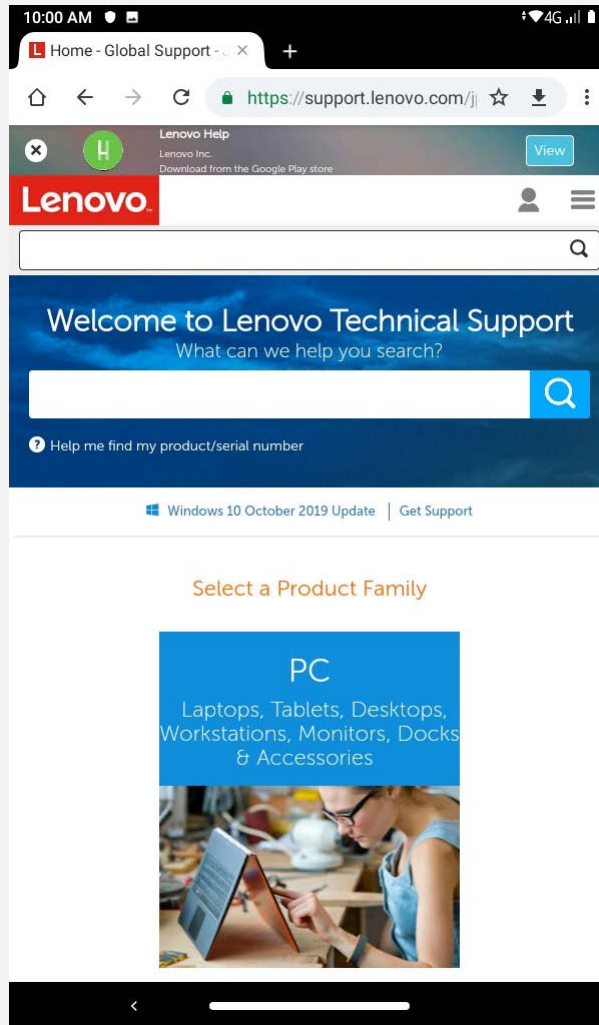 10:00 AM
4G
Home - Global Support -
https://support.lenovo.com/j
Lenovo Help
Lenovo Inc.
Download from the Google Play store
View
Lenovo
Welcome to Lenovo Technical Support
What can we help you search?
Help me find my product/serial number
Windows 10 October 2019 Update | Get Support
Select a Product Family
PC
Laptops, Tablets, Desktops,
Workstations, Monitors, Docks
& Accessories